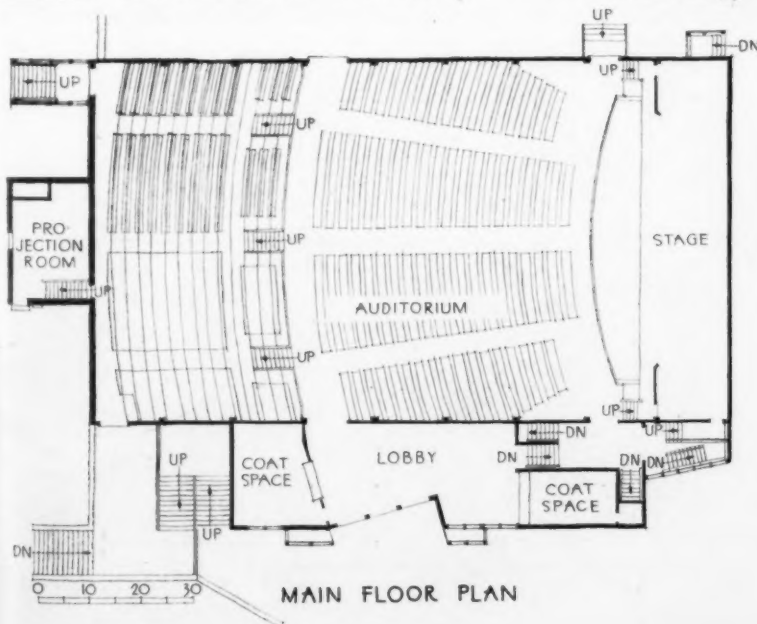 UP
DN
UP
UP
UP
UP
PRO-
JECTION
ROOM
UP
STAGE
AUDITORIUM
UP
UP
UP
DN
UP
COAT
SPACE
LOBBY
DN
DN
DN
COAT
SPACE
UP
DN
0 10 20 30
MAIN FLOOR PLAN